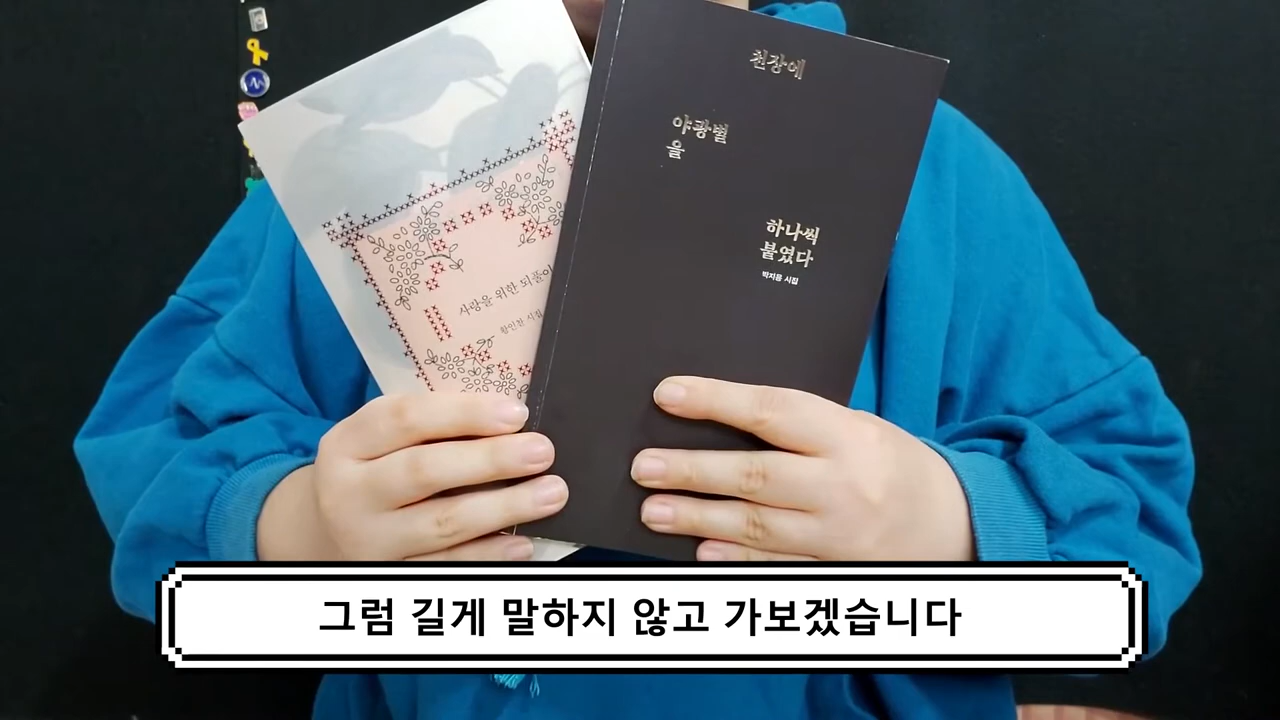 천장에
야광별
을
하나씩
붙였다
박지용 시집
사랑을 위한 되풀이
황인찬 시집
그럼 길게 말하지 않고 가보겠습니다